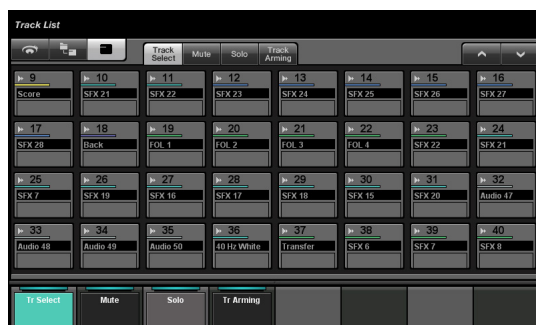 Track List
Track Select Mute Solo Track Arming
9 10 11 12 13 14 15 16
Score SFX 21 SFX 22 SFX 23 SFX 24 SFX 25 SFX 26 SFX 27
17 18 19 20 21 22 23 24
SFX 28 Back FOL 1 FOL 2 FOL 3 FOL 4 SFX 22 SFX 21
25 26 27 28 29 30 31 32
SFX 7 SFX 19 SFX 16 SFX 17 SFX 18 SFX 15 SFX 20 Audio 47
33 34 35 36 37 38 39 40
Audio 48 Audio 49 Audio 50 40 Hz White Transfer SFX 6 SFX 7 SFX 8
Tr Select Mute Solo Tr Arming